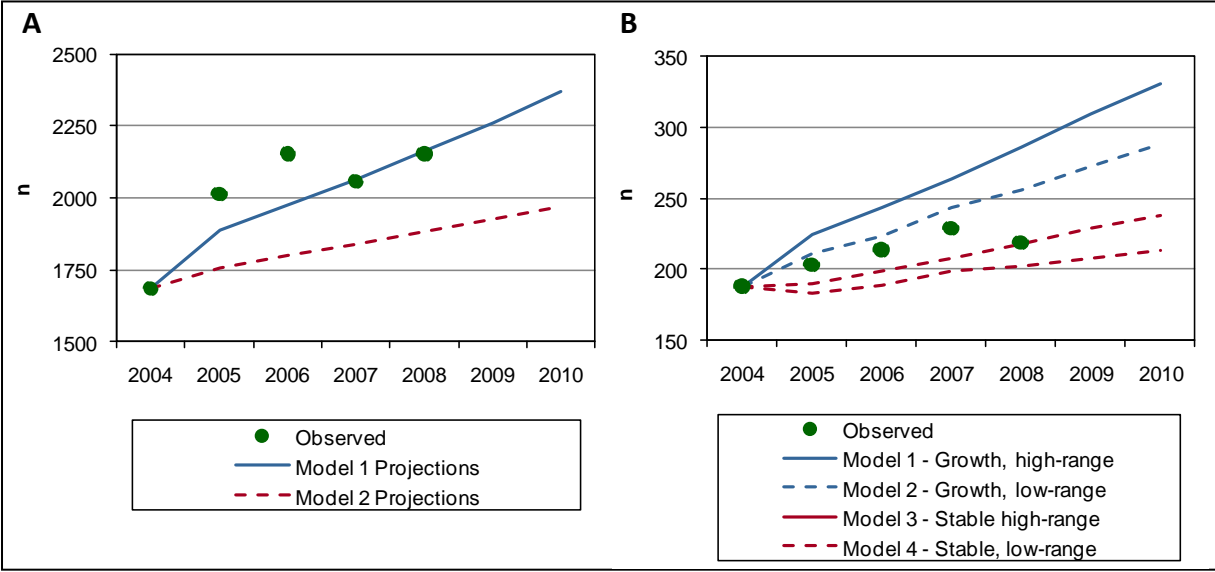 A
n
2500
2250
2000
1750
1500
2004 2005 2006 2007 2008 2009 2010
Observed
Model 1 Projections
Model 2 Projections
B
n
350
300
250
200
150
2004 2005 2006 2007 2008 2009 2010
Observed
Model 1 - Growth, high-range
Model 2 - Growth, low-range
Model 3 - Stable high-range
Model 4 - Stable, low-range